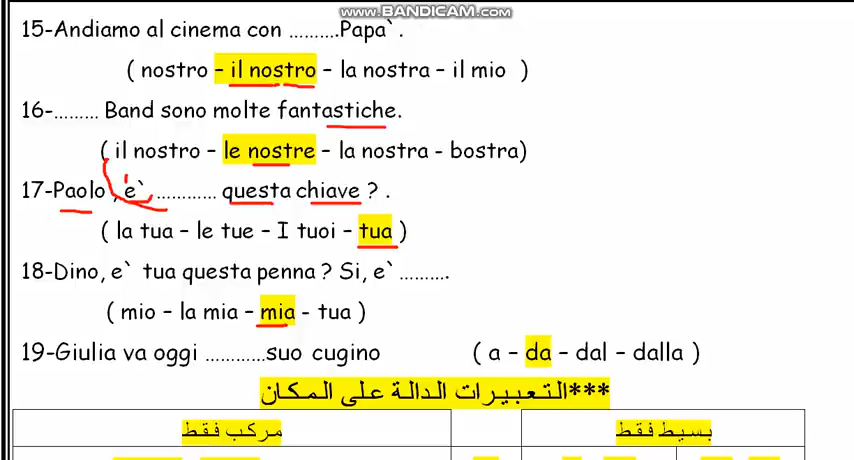 WWW.BANDICAM.COM
15-Andiamo al cinema con ..........Papa`.
( nostro – il nostro – la nostra – il mio )
16-......... Band sono molte fantastiche.
( il nostro – le nostre – la nostra - bostra)
17-Paolo , e` ............ questa chiave ? .
( la tua – le tue – I tuoi – tua )
18-Dino, e` tua questa penna ? Si, e`..........
( mio – la mia – mia - tua )
19-Giulia va oggi ............suo cugino ( a – da – dal – dalla )
***التعبيرات الدالة على المكان
بسيط فقط مركب فقط